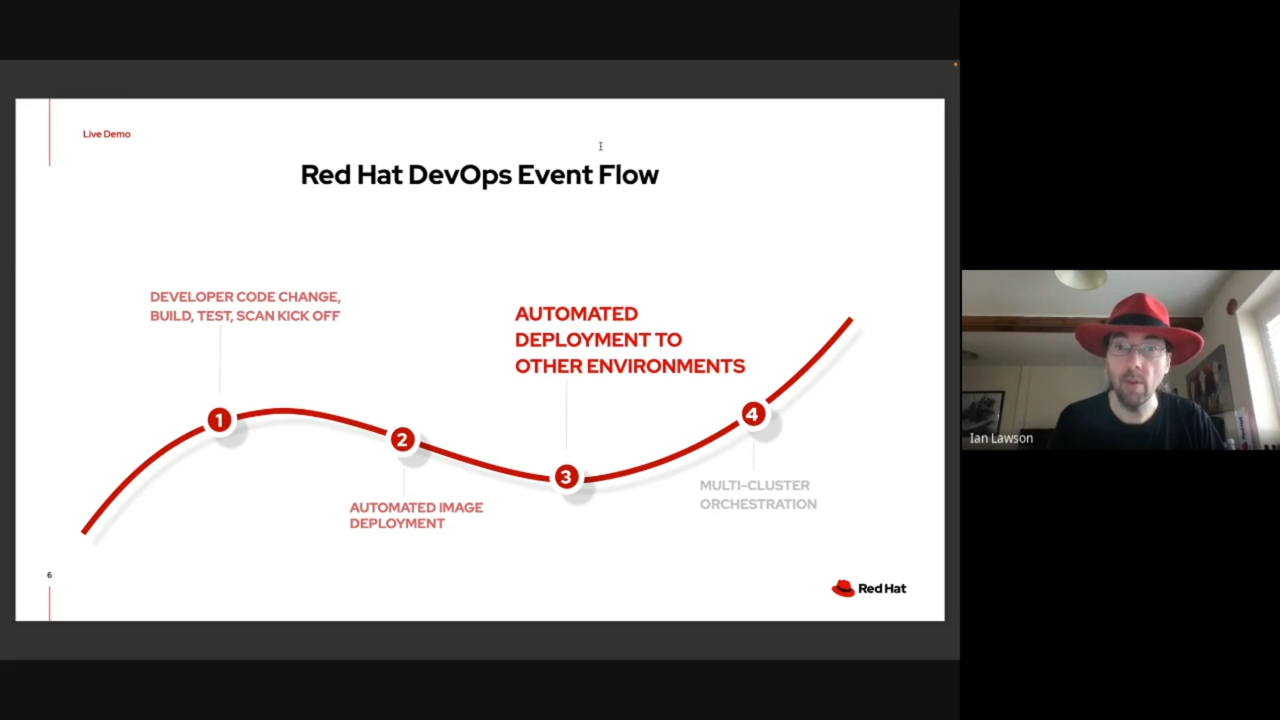 Live Demo
Red Hat DevOps Event Flow
DEVELOPER CODE CHANGE,
BUILD, TEST, SCAN KICK OFF
AUTOMATED
DEPLOYMENT TO
OTHER ENVIRONMENTS
1
2
3
4
AUTOMATED IMAGE
DEPLOYMENT
MULTI-CLUSTER
ORCHESTRATION
6
Red Hat
Ian Lawson